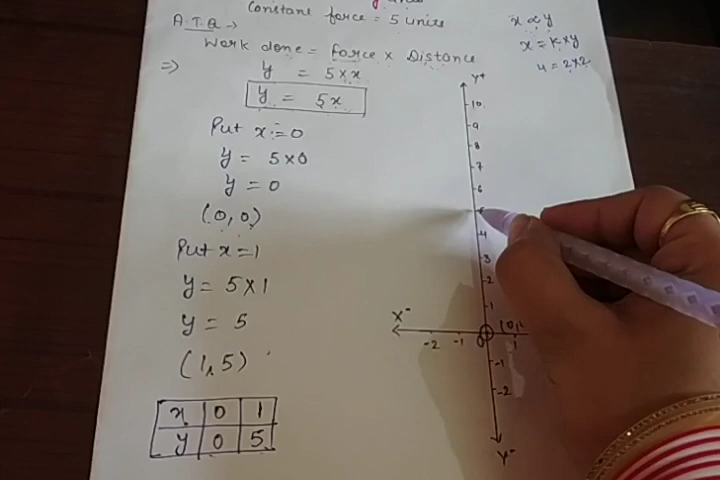 Constant force = 5 units
A.T.Q →
Work done = force × Distance
⇒ y = 5 × x
y = 5x
Put x = 0
y = 5 × 0
y = 0
(0, 0)
Put x = 1
y = 5 × 1
y = 5
(1, 5)
x 0 1
y 0 5
x ∝ y
x = k × y
4 = 2 × 2
Y+
10
9
8
7
6
5
4
3
2
1
X-
-2 -1 0 1
-1
-2
Y-